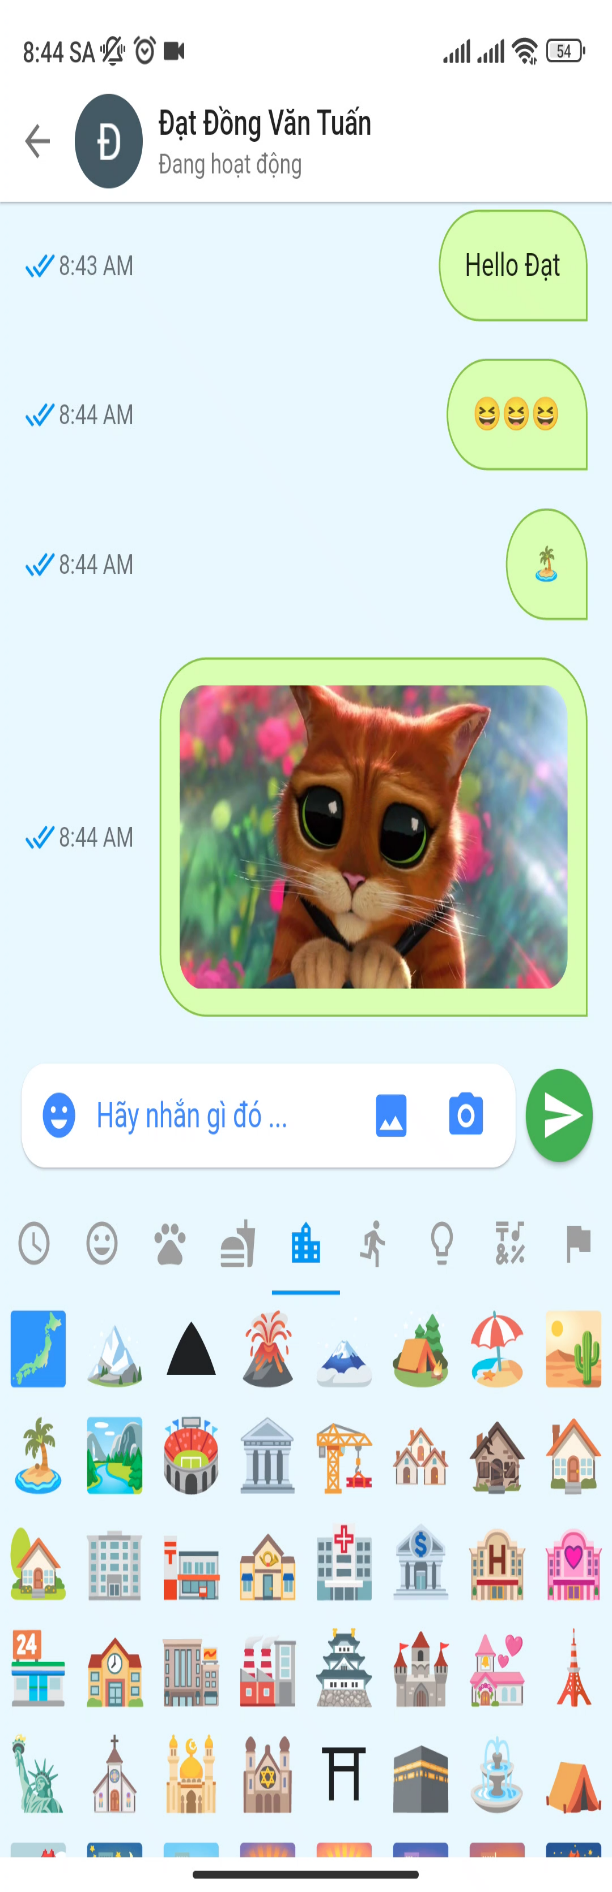 8:44 SA
54
Đ
Đạt Đồng Văn Tuấn
Đang hoạt động
8:43 AM
Hello Đạt
8:44 AM
8:44 AM
8:44 AM
Hãy nhắn gì đó ...